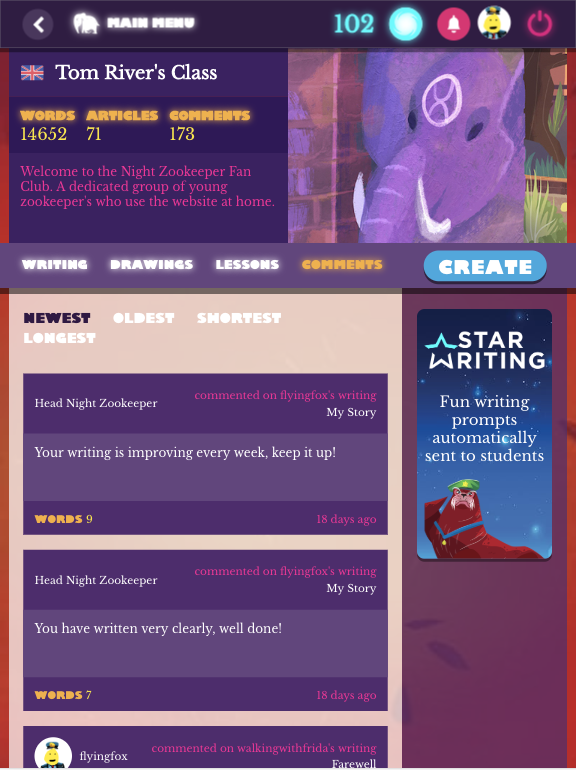 MAIN MENU
102
Tom River's Class
WORDS ARTICLES COMMENTS
14652 71 173
Welcome to the Night Zookeeper Fan
Club. A dedicated group of young
zookeeper's who use the website at home.
WRITING DRAWINGS LESSONS COMMENTS
CREATE
NEWEST OLDEST SHORTEST
LONGEST
Head Night Zookeeper
commented on flyingfox's writing
My Story
Your writing is improving every week, keep it up!
WORDS 9
18 days ago
Head Night Zookeeper
commented on flyingfox's writing
My Story
You have written very clearly, well done!
WORDS 7
18 days ago
flyingfox
commented on walkingwithfrida's writing
Farewell
STAR
WRITING
Fun writing
prompts
automatically
sent to students